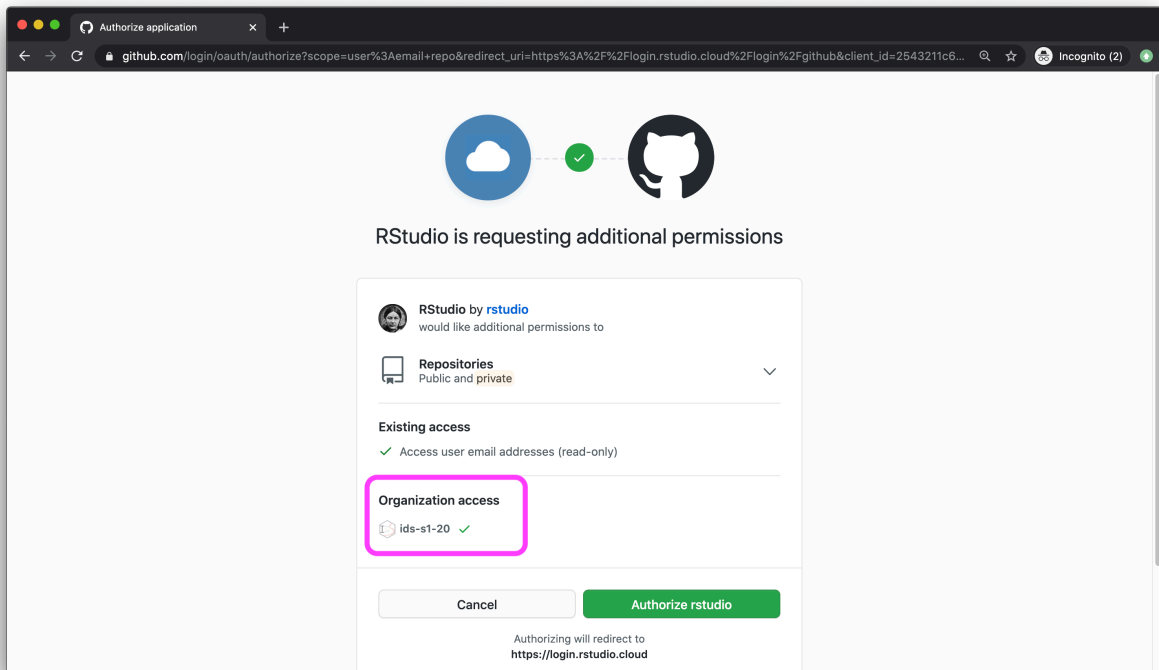 Authorize application
github.com/login/oauth/authorize?scope=user%3Aemail+repo&redirect_uri=https%3A%2F%2Flogin.rstudio.cloud%2Flogin%2Fgithub&client_id=2543211c6...
Incognito (2)
RStudio is requesting additional permissions
RStudio by rstudio
would like additional permissions to
Repositories
Public and private
Existing access
Access user email addresses (read-only)
Organization access
ids-s1-20
Cancel
Authorize rstudio
Authorizing will redirect to
https://login.rstudio.cloud